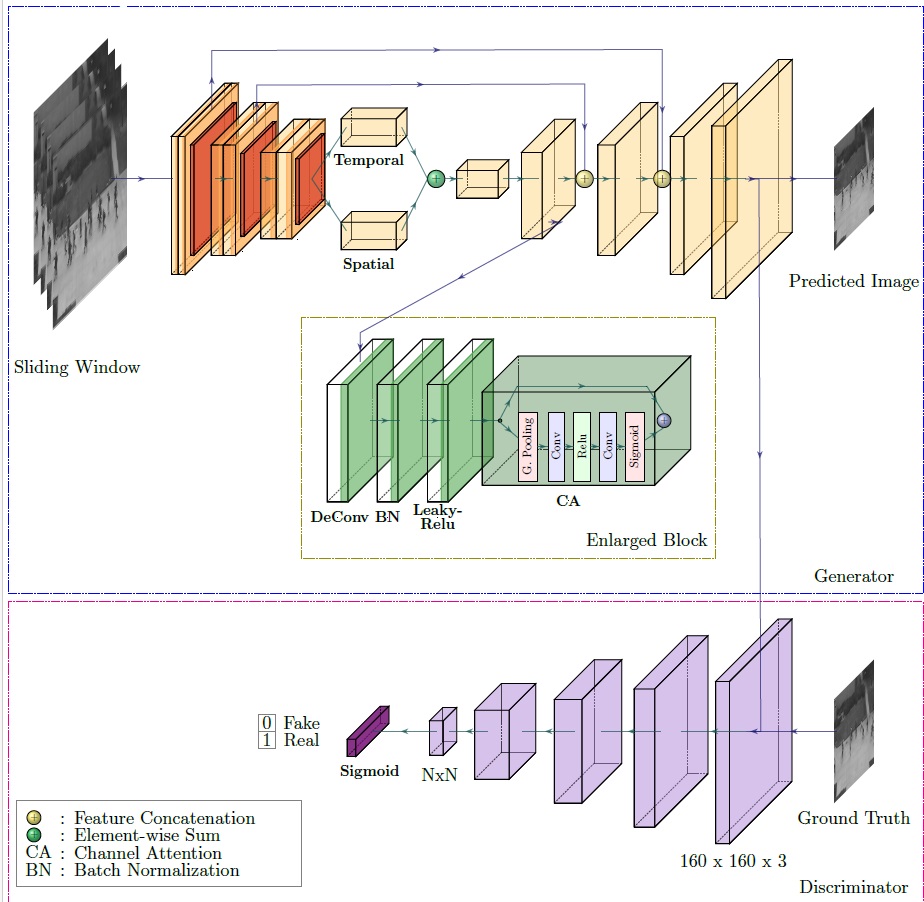 Temporal
Spatial
Predicted Image
Sliding Window
G. Pooling
Conv
Relu
Conv
Sigmoid
CA
DeConv
BN
Leaky-
Relu
Enlarged Block
Generator
0 Fake
1 Real
Sigmoid
NxN
Ground Truth
160 x 160 x 3
Discriminator
: Feature Concatenation
: Element-wise Sum
CA : Channel Attention
BN : Batch Normalization